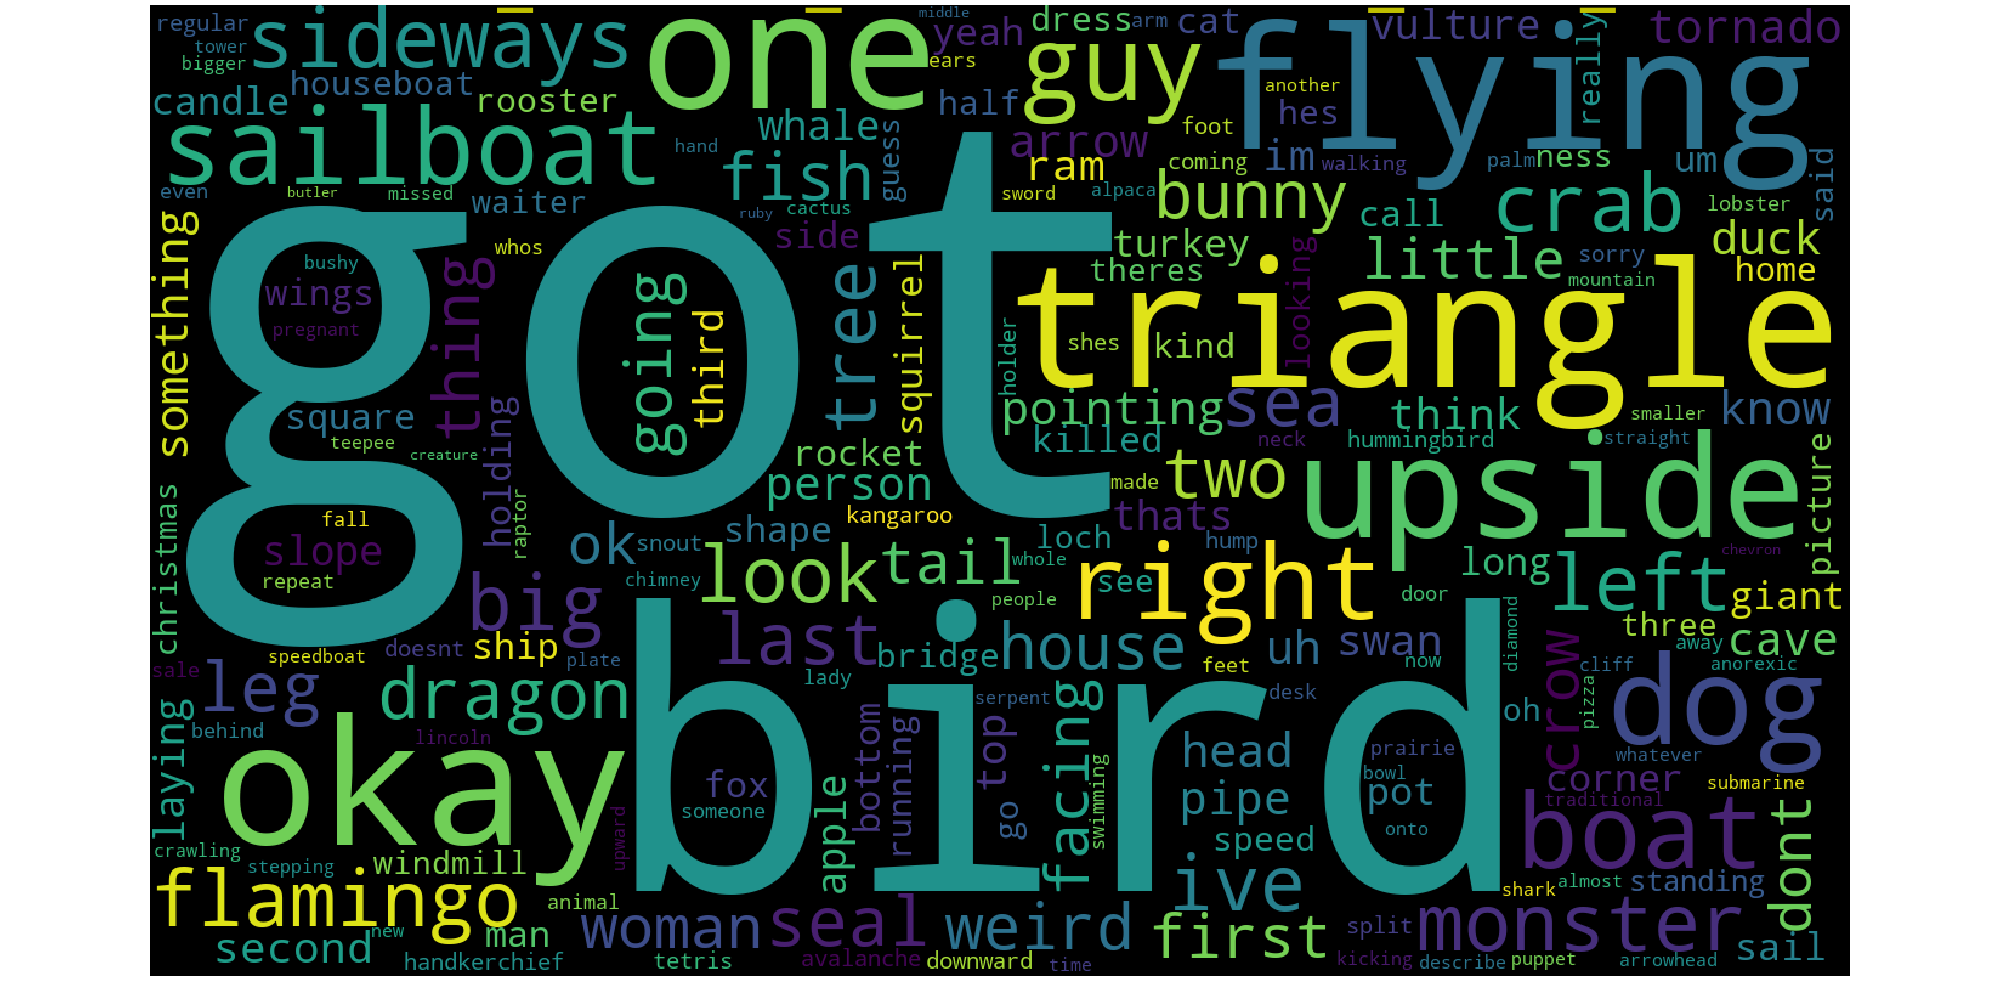 regular
tower
bigger
sideways
one
middle
yeah
ears
dress
arm
cat
guy
flying
vulture
really
tornado
houseboat
candle
rooster
sailboat
whale
half
another
hes
foot
arrow
fish
guess
hand
ram
im
coming
walking
palm
ness
um
said
even
butler
missed
waiter
ruby
cactus
sword
alpaca
bunny
call
crab
lobster
something
got
whos
side
turkey
theres
looking
little
sorry
duck
home
mountain
bushy
wings
pregnant
thing
going
third
tree
squirrel
holder
triangle
shes
kind
square
teepee
creature
holding
pointing
sea
think
smaller
know
rocket
killed
neck
hummingbird
straight
person
made
two
upside
picture
christmas
fall
slope
repeat
raptor
kangaroo
thats
ok
snout
shape
loch
hump
chevron
big
chimney
look
tail
whole
people
right
see
long
left
giant
door
diamond
three
speedboat
doesnt
ship
plate
last
bridge
house
uh
swan
now
away
cave
sale
leg
dragon
lady
feet
serpent
desk
oh
crow
cliff
pizza
anorexic
dog
laying
behind
lincoln
okay
bird
bottom
running
top
facing
head
prairie
whatever
fox
someone
apple
go
swimming
pipe
bowl
pot
corner
submarine
traditional
upward
speed
onto
boat
dont
crawling
stepping
windmill
flamingo
animal
ive
shark
almost
standing
second
new
man
woman
seal
weird
first
split
monster
sail
handkerchief
tetris
avalanche
downward
time
kicking
describe
puppet
arrowhead